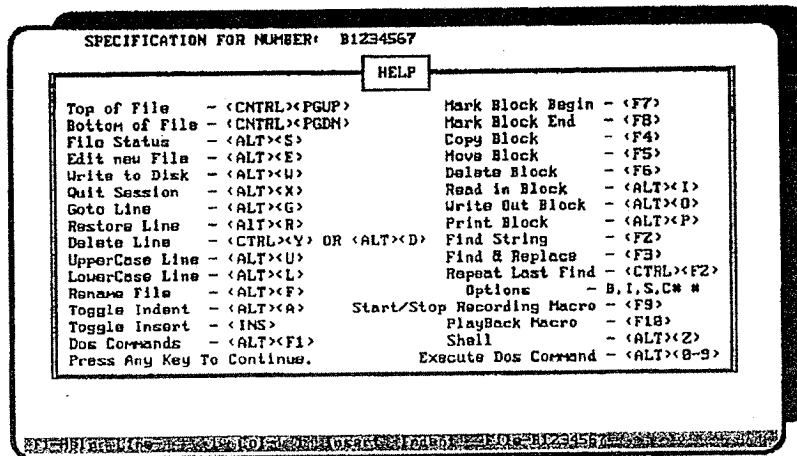 SPECIFICATION FOR NUMBER: B1234567
HELP
Top of File - <CNTRL><PGUP>
Bottom of File - <CNTRL><PGDN>
File Status - <ALT><S>
Edit new File - <ALT><E>
Write to Disk - <ALT><W>
Quit Session - <ALT><X>
Goto Line - <ALT><G>
Restore Line - <AlT><R>
Delete Line - <CTRL><Y> OR <ALT><D>
UpperCase Line - <ALT><U>
LowerCase Line - <ALT><L>
Rename File - <ALT><F>
Toggle Indent - <ALT><A>
Toggle Insert - <INS>
Dos Commands - <ALT><F1>
Press Any Key To Continue.
Mark Block Begin - <F7>
Mark Block End - <F8>
Copy Block - <F4>
Move Block - <F5>
Delete Block - <F6>
Read in Block - <ALT><I>
Write Out Block - <ALT><O>
Print Block - <ALT><P>
Find String - <F2>
Find & Replace - <F3>
Repeat Last Find - <CTRL><F2>
Options - B,I,S,C* #
Start/Stop Recording Macro - <F9>
PlayBack Macro - <F10>
Shell - <ALT><Z>
Execute Dos Command - <ALT><0-9>
Insert Indent File=B1234567